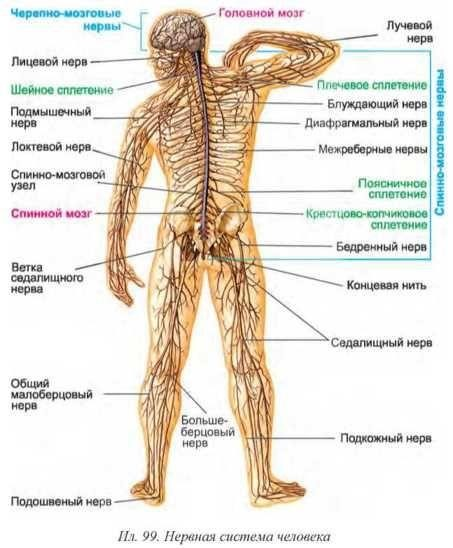 Черепно-мозговые
нервы
Головной мозг
Лучевой
нерв
Лицевой нерв
Шейное сплетение
Плечевое сплетение
Подмышечный
нерв
Блуждающий нерв
Диафрагмальный нерв
Локтевой нерв
Межреберные нервы
Спинно-мозговой
узел
Поясничное
сплетение
Спинной мозг
Крестцово-копчиковое
сплетение
Спинно-мозговые нервы
Бедренный нерв
Ветка
седалищного
нерва
Концевая нить
Седалищный нерв
Общий
малоберцовый
нерв
Больше-
берцовый
нерв
Подкожный нерв
Подошвеный нерв
Пл. 99. Нервная система человека